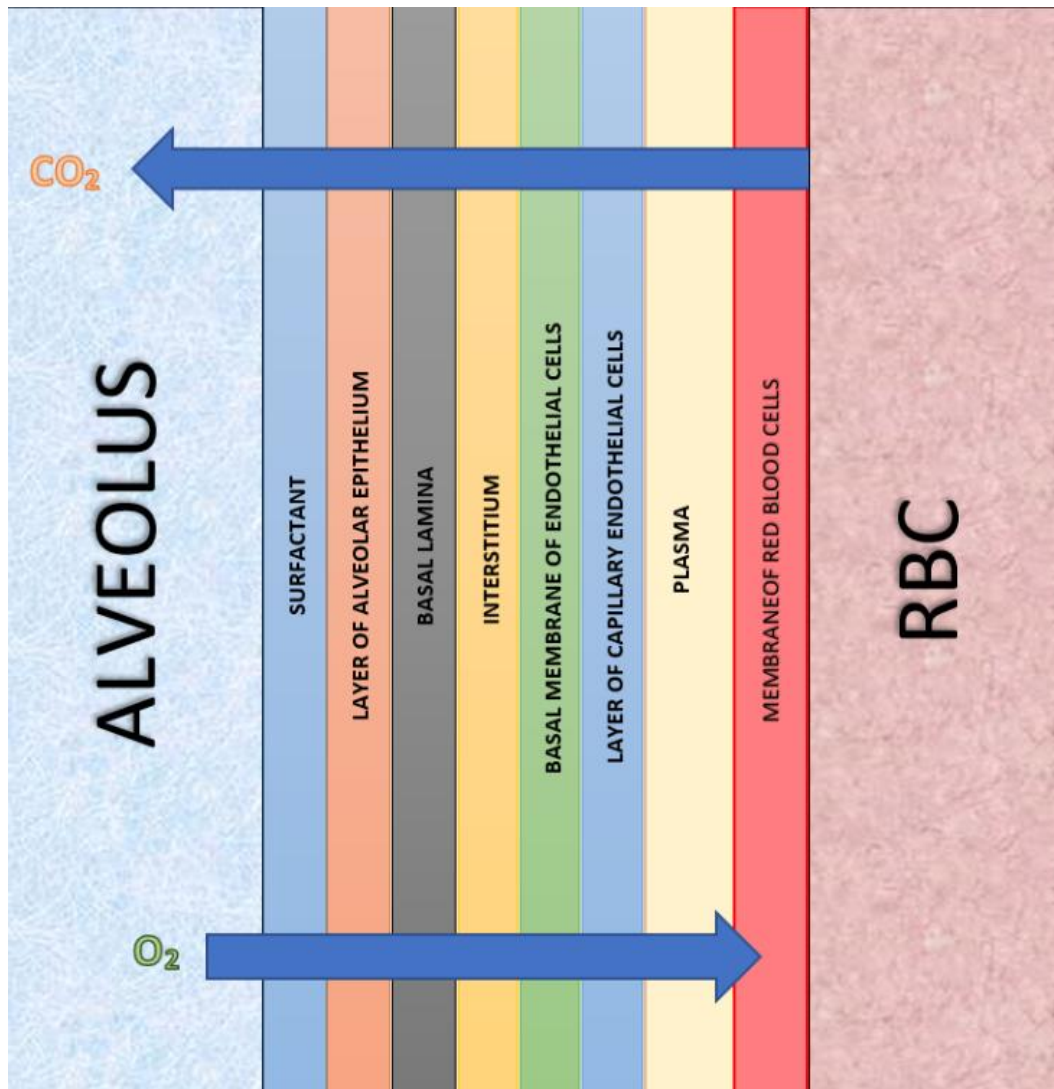 CO₂
ALVEOLUS
O₂
SURFACTANT
LAYER OF ALVEOLAR EPITHELIUM
BASAL LAMINA
INTERSTITIUM
BASAL MEMBRANE OF ENDOTHELIAL CELLS
LAYER OF CAPILLARY ENDOTHELIAL CELLS
PLASMA
MEMBRANEOF RED BLOOD CELLS
RBC